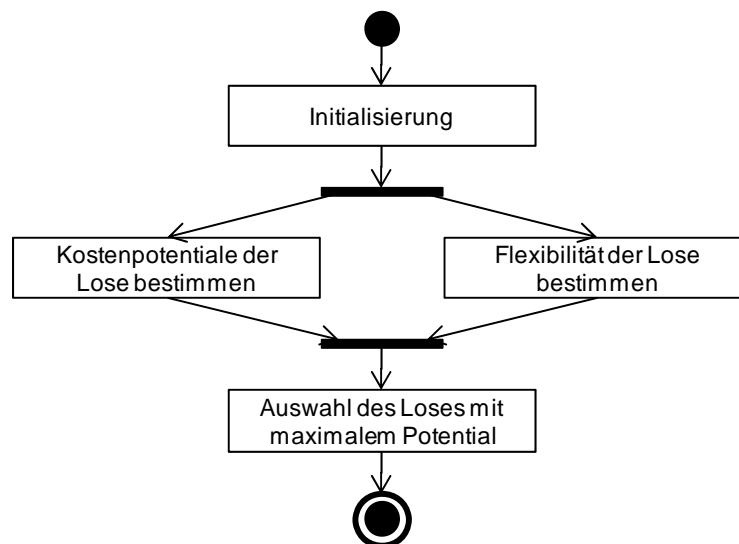 Initialisierung
Kostenpotentiale der
Lose bestimmen
Flexibilität der Lose
bestimmen
Auswahl des Loses mit
maximalem Potential